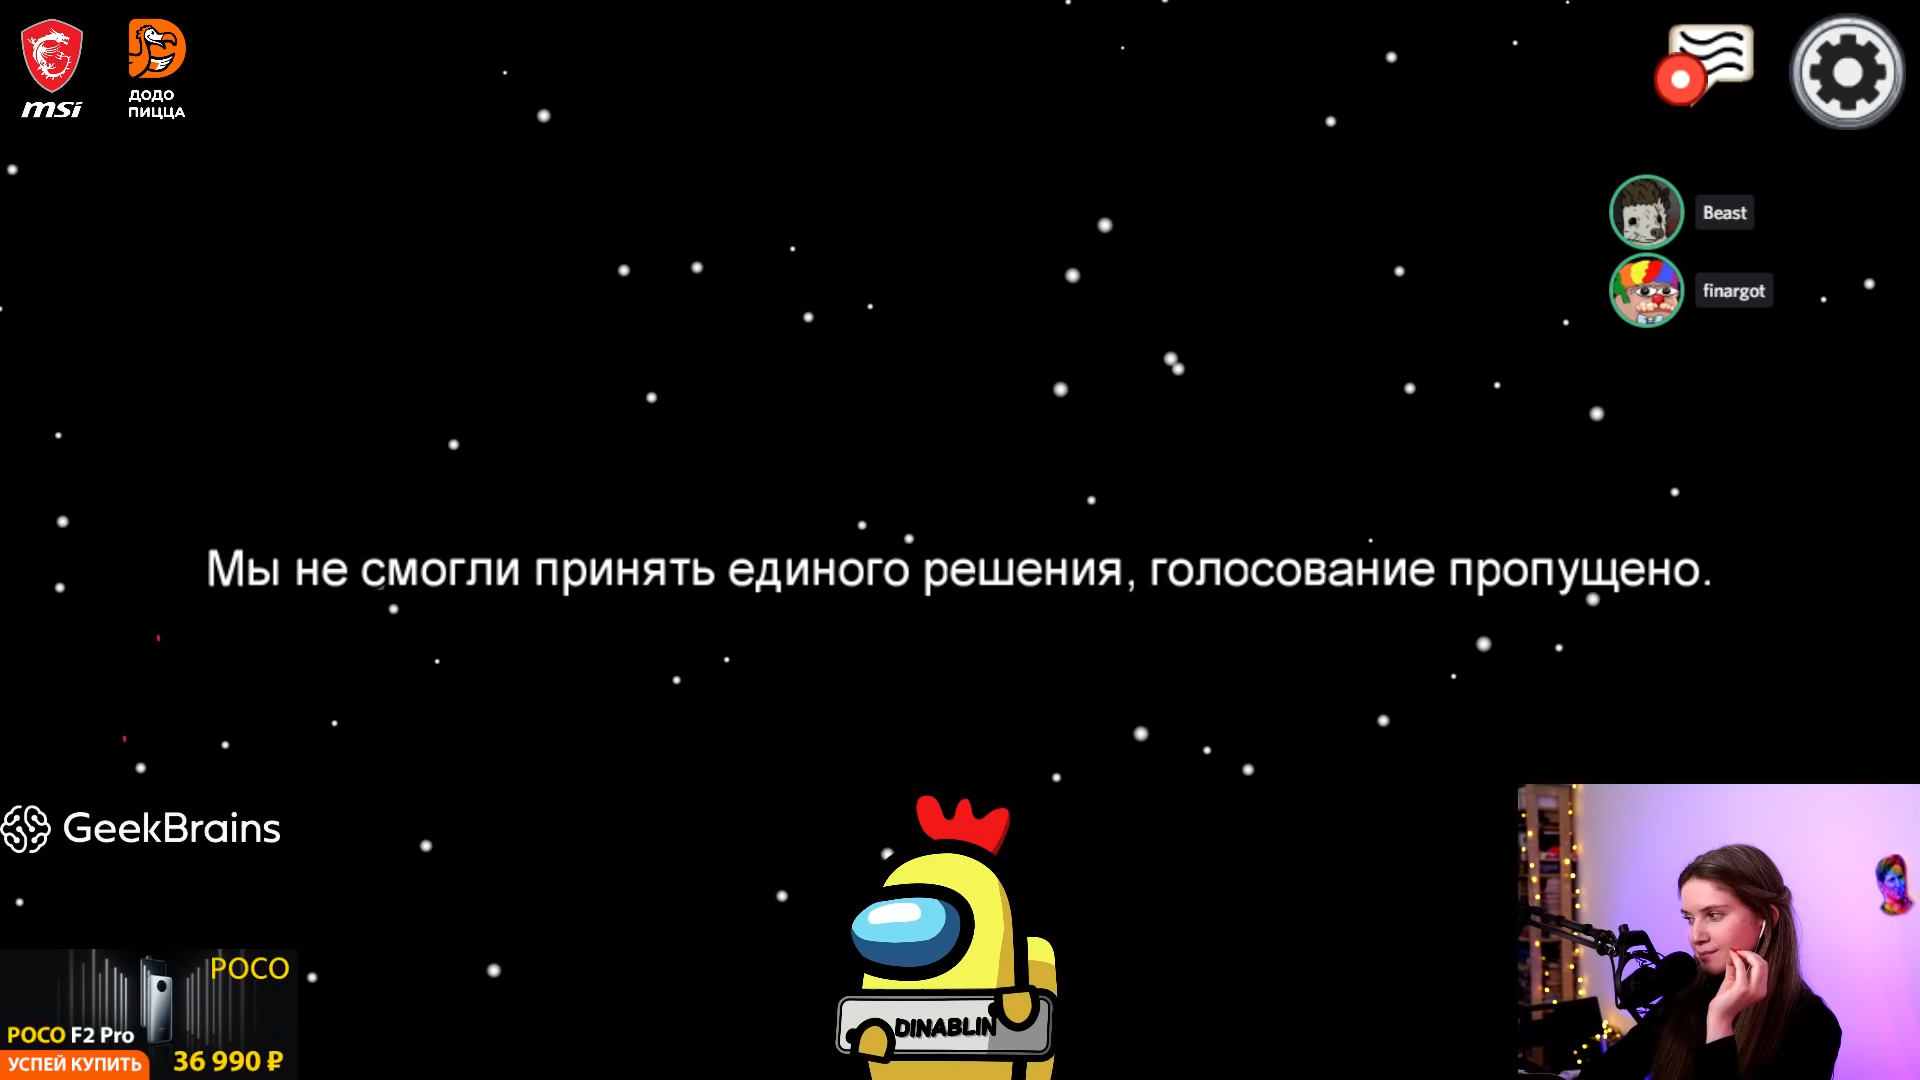 msi
ДОДО
ПИЦЦА
Beast
finargot
Мы не смогли принять единого решения, голосование пропущено.
GeekBrains
POCO
POCO F2 Pro
УСПЕЙ КУПИТЬ
36 990 ₽
DINABLIN